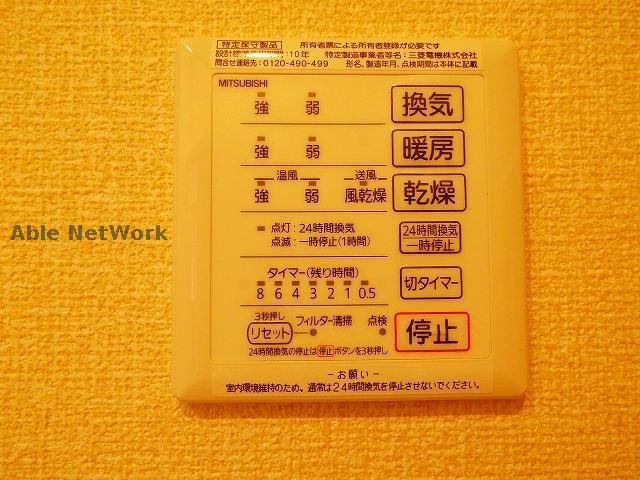 特定保守製品 所有者票による所有者登録が必要です
設計標準使用期間:10年 特定製造事業者等名:三菱電機株式会社
問合せ連絡先:0120-490-499 形名、製造年月、点検期間は本体に記載
MITSUBISHI
強 弱 換気
強 弱 暖房
温風 送風
強 弱 風乾燥 乾燥
点灯:24時間換気
点滅:一時停止(1時間)
24時間換気
一時停止
タイマー(残り時間)
8 6 4 3 2 1 0.5
切タイマー
3秒押し
リセット フィルター清掃 点検
停止
24時間換気の停止は停止ボタンを3秒押し
-お願い-
室内環境維持のため、通常は24時間換気を停止させないでください。
Able NetWork